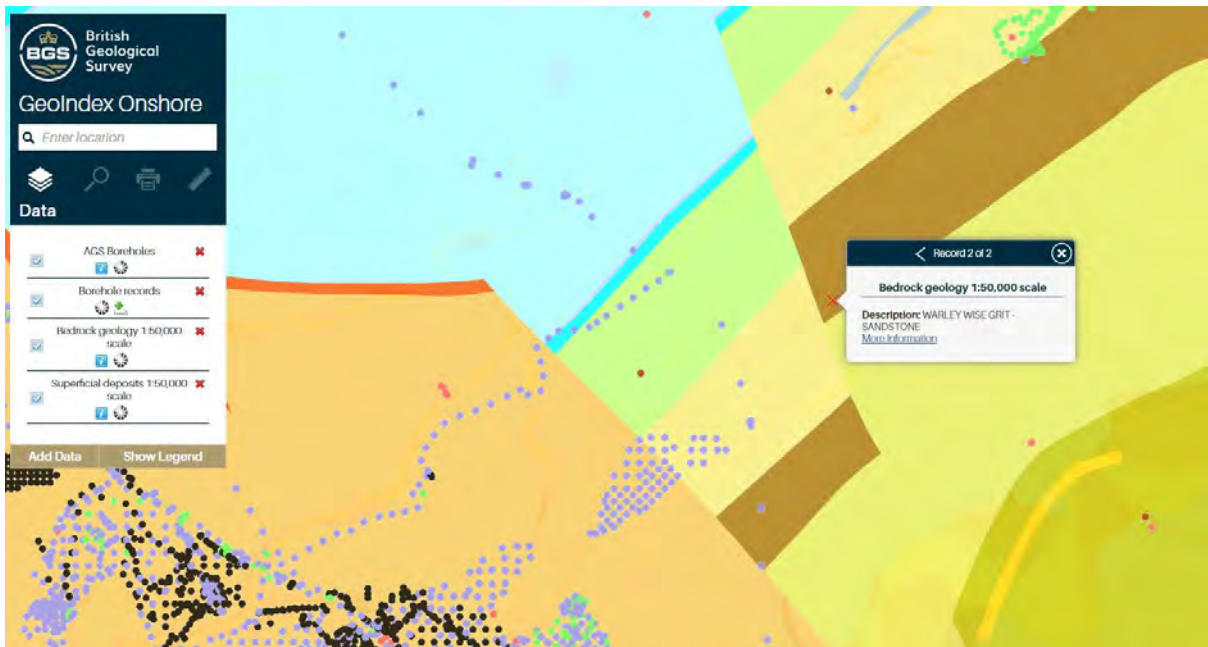 BGS
British
Geological
Survey
GeoIndex Onshore
Enter location
Data
AGS Boreholes
Borehole records
Bedrock geology 1:50,000
scale
Superficial deposits 1:50,000
scale
Add Data
Show Legend
Record 2 of 2
Bedrock geology 1:50,000 scale
Description: WARLEY WISE GRIT -
SANDSTONE
More Information